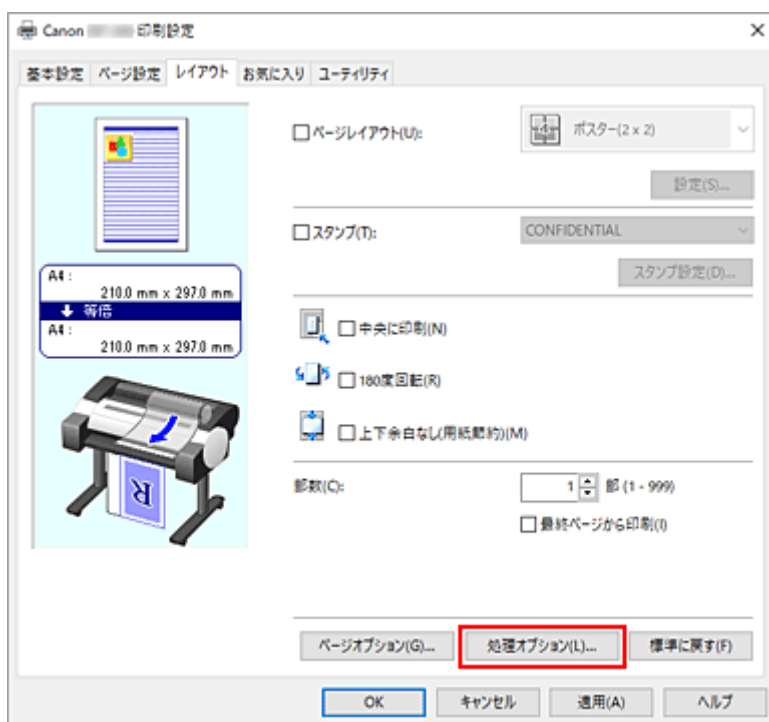 Canon 印刷設定
基本設定 ページ設定 レイアウト お気に入り ユーティリティ
ページレイアウト(U): ポスター(2 x 2)
設定(S)...
スタンプ(T): CONFIDENTIAL
スタンプ設定(D)...
A4 :
210.0 mm x 297.0 mm
等倍
A4 :
210.0 mm x 297.0 mm
中央に印刷(N)
180度回転(R)
上下余白なし(用紙節約)(M)
R
部数(C): 1 部 (1 - 999)
最終ページから印刷(I)
ページオプション(G)... 処理オプション(L)... 標準に戻す(F)
OK キャンセル 適用(A) ヘルプ